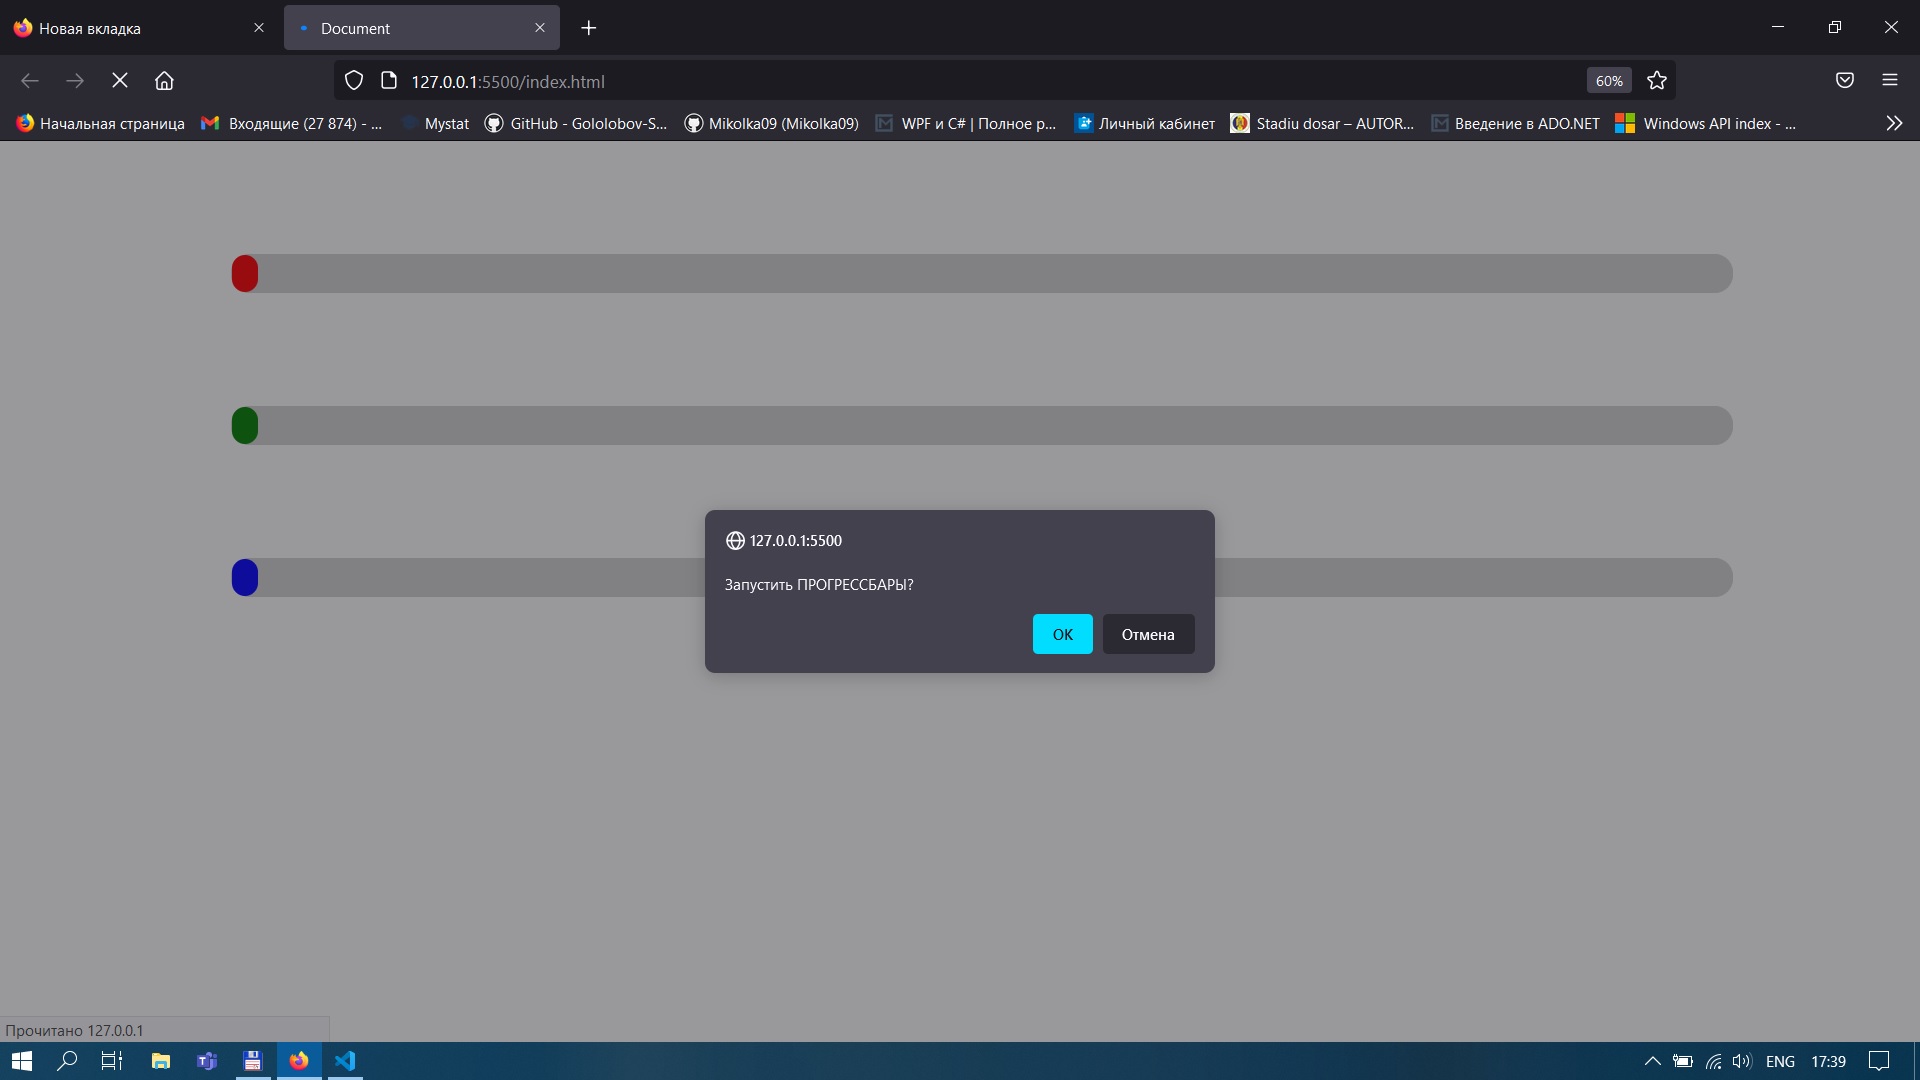 Новая вкладка
Document
127.0.0.1:5500/index.html
60%
Начальная страница
Входящие (27 874) - ...
Mystat
GitHub - Gololobov-S...
Mikolka09 (Mikolka09)
WPF и C# | Полное р...
Личный кабинет
Stadiu dosar – AUTOR...
Введение в ADO.NET
Windows API index - ...
127.0.0.1:5500
Запустить ПРОГРЕССБАРЫ?
OK
Отмена
Прочитано 127.0.0.1
ENG
17:39